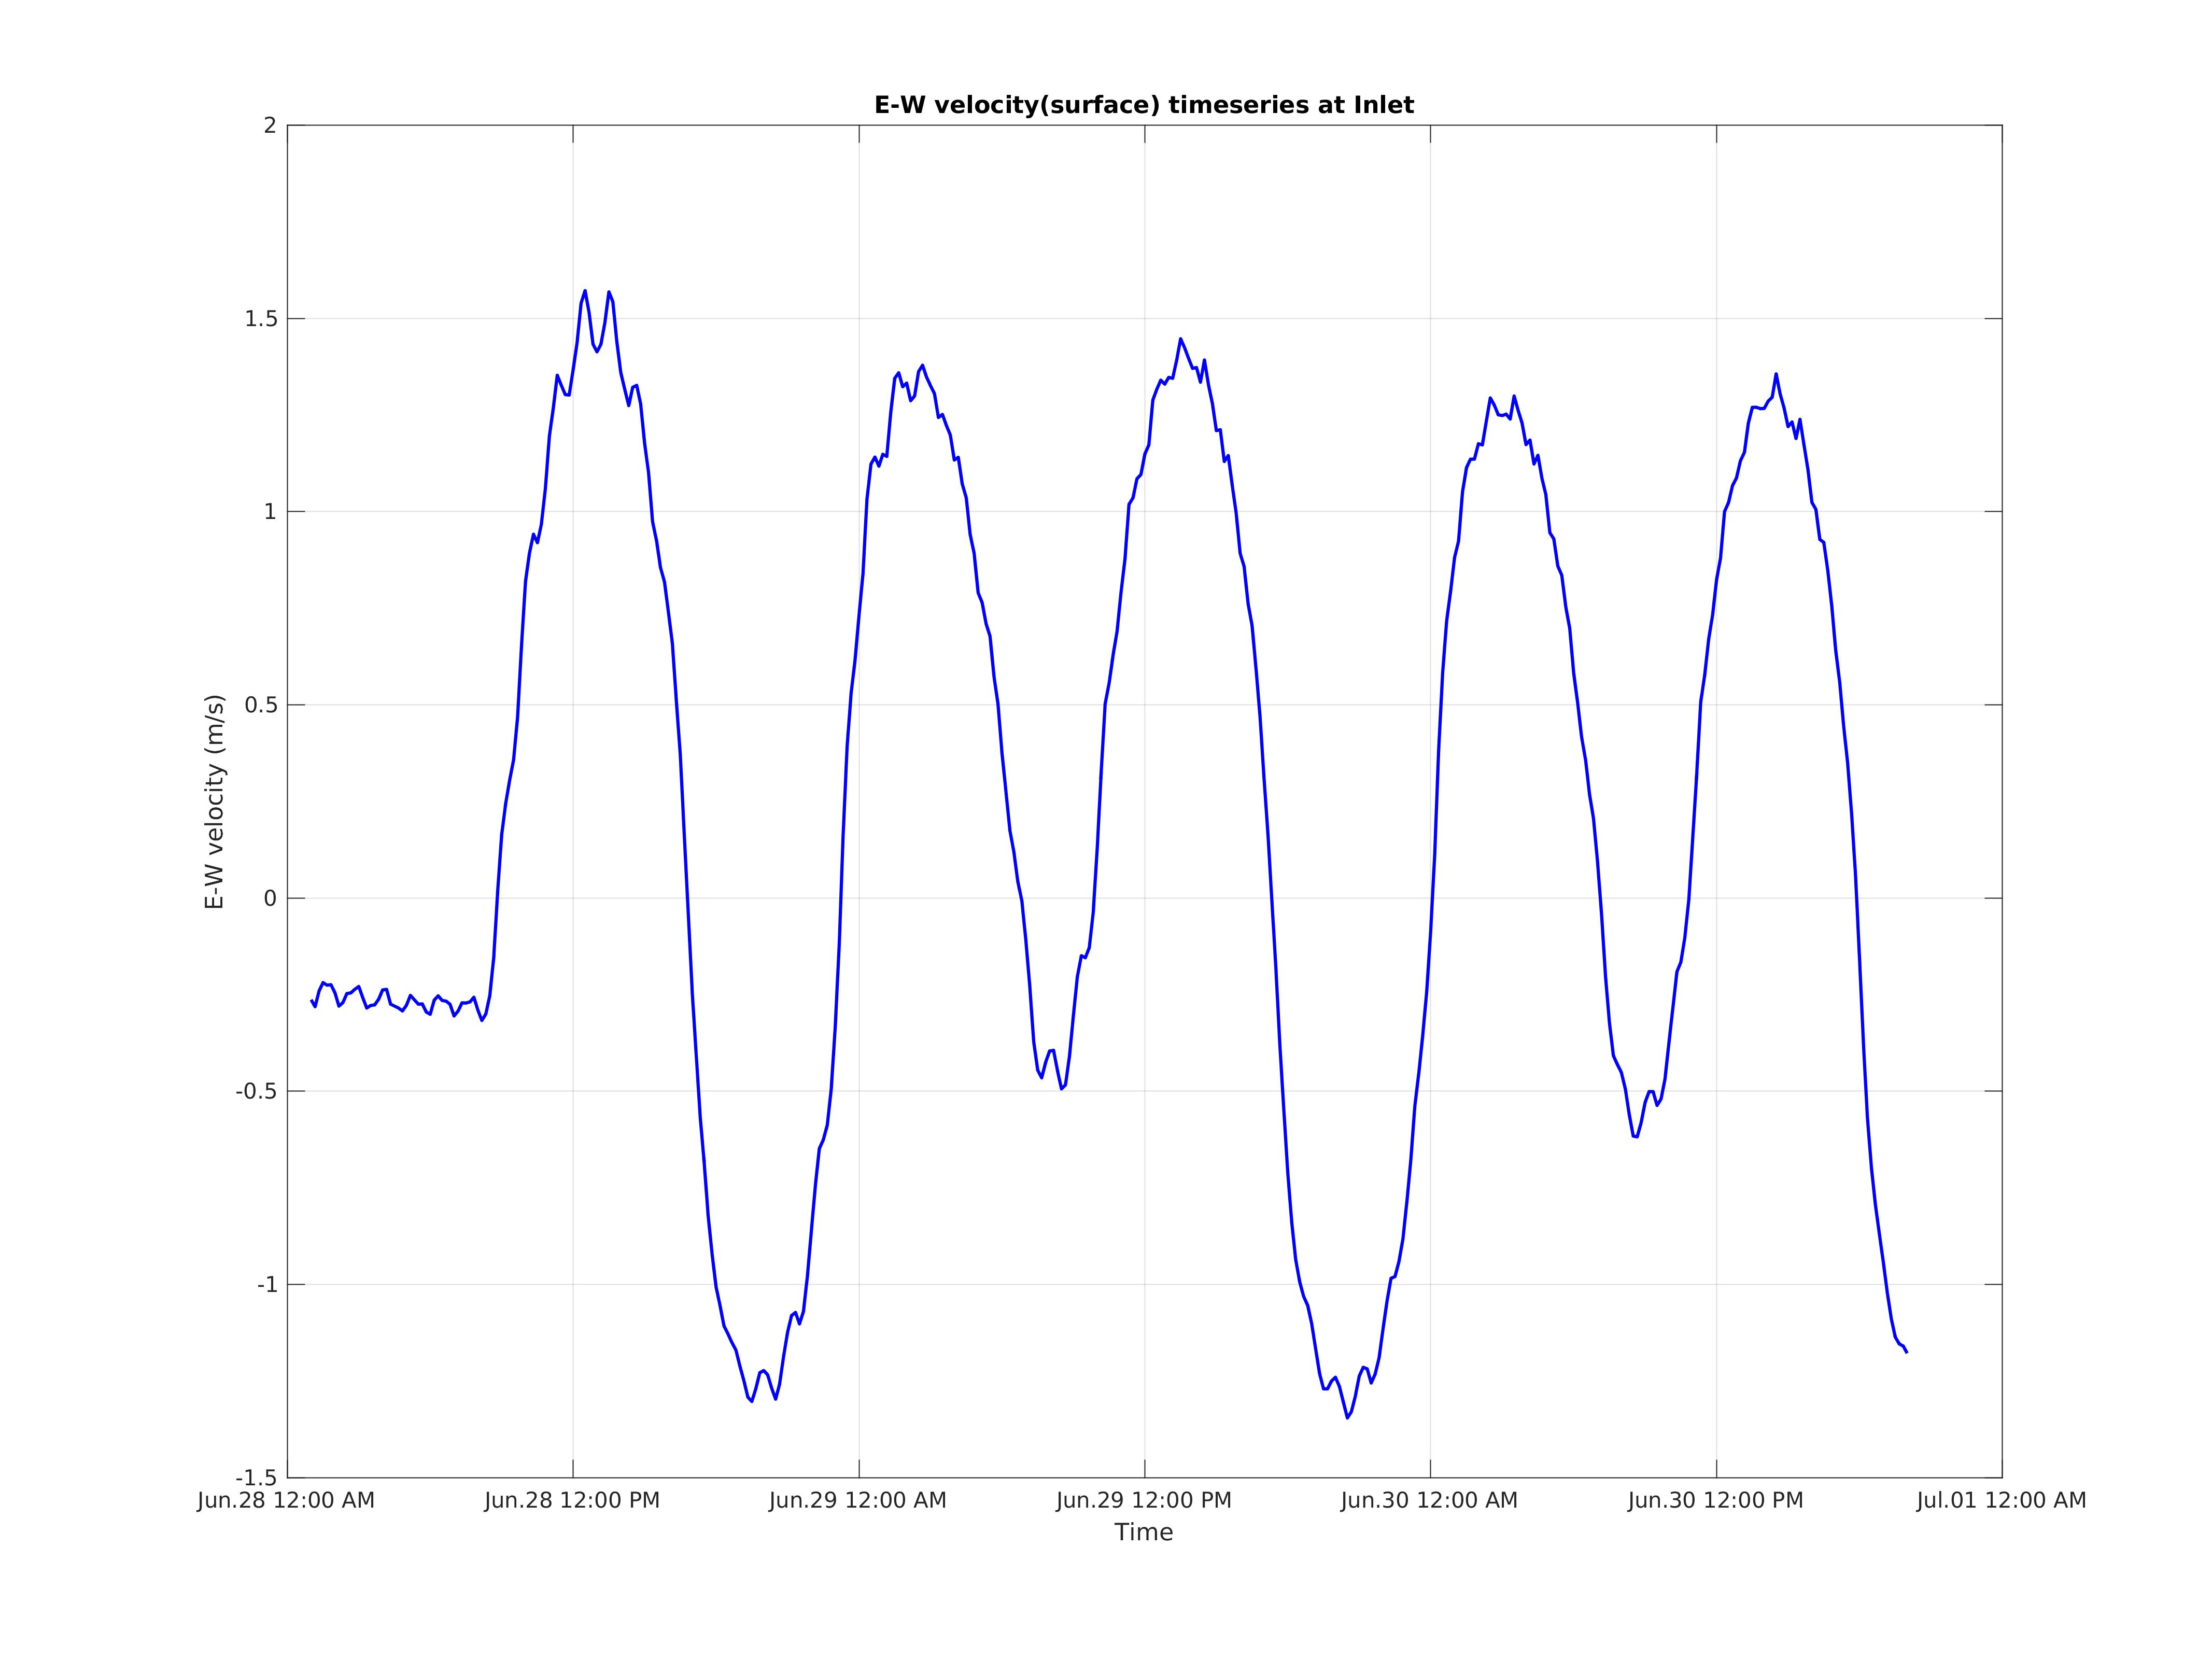 E-W velocity(surface) timeseries at Inlet
2
1.5
1
0.5
0
-0.5
-1
-1.5
E-W velocity (m/s)
Jun.28 12:00 AM Jun.28 12:00 PM Jun.29 12:00 AM Jun.29 12:00 PM Jun.30 12:00 AM Jun.30 12:00 PM Jul.01 12:00 AM
Time